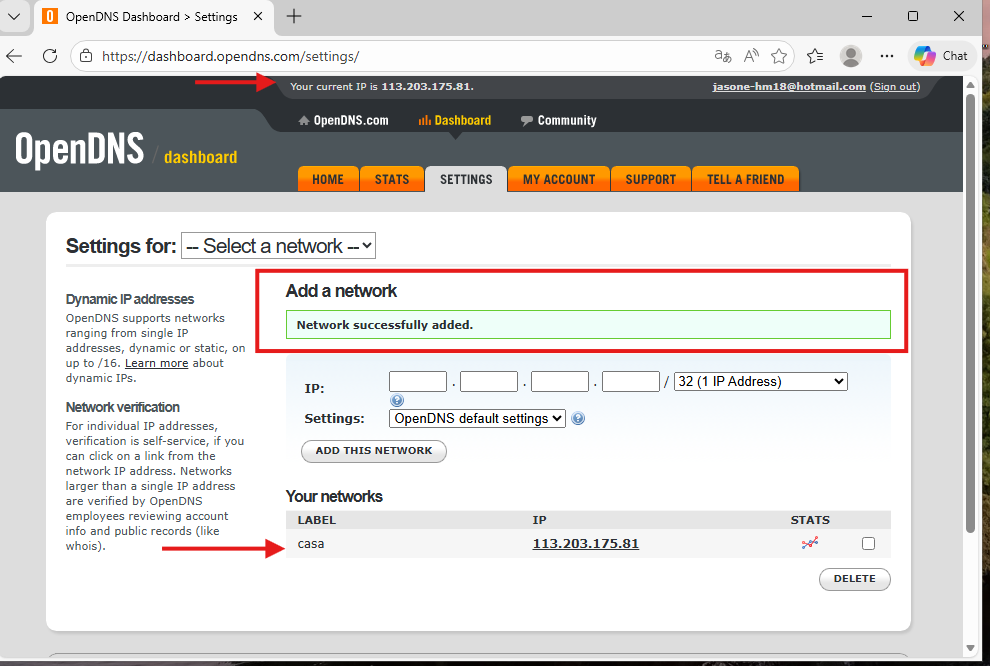 OpenDNS Dashboard > Settings
https://dashboard.opendns.com/settings/
Chat
Your current IP is 113.203.175.81.
jasone-hm18@hotmail.com (Sign out)
OpenDNS.com
Dashboard
Community
OpenDNS / dashboard
HOME
STATS
SETTINGS
MY ACCOUNT
SUPPORT
TELL A FRIEND
Settings for: -- Select a network --
Dynamic IP addresses
OpenDNS supports networks
ranging from single IP
addresses, dynamic or static, on
up to /16. Learn more about
dynamic IPs.
Network verification
For individual IP addresses,
verification is self-service, if you
can click on a link from the
network IP address. Networks
larger than a single IP address
are verified by OpenDNS
employees reviewing account
info and public records (like
whois).
Add a network
Network successfully added.
IP: . . . / 32 (1 IP Address)
Settings: OpenDNS default settings
ADD THIS NETWORK
Your networks
LABEL IP STATS
casa 113.203.175.81
DELETE